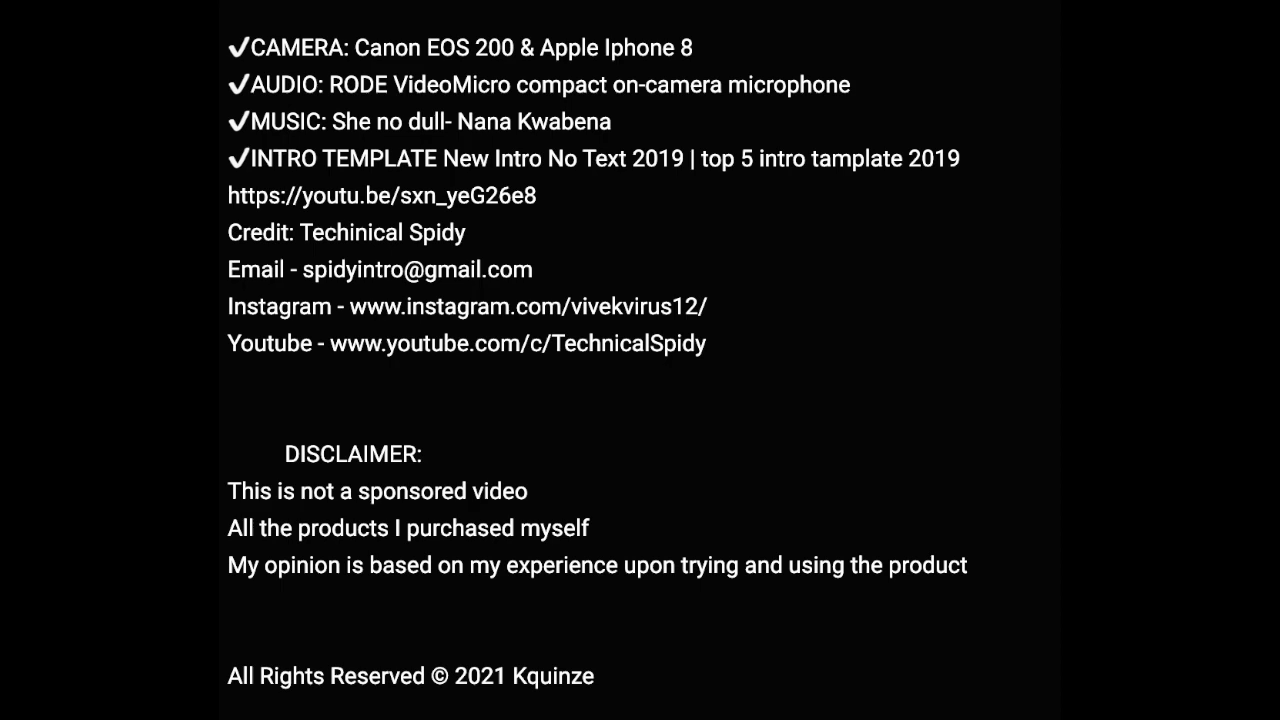 ✔CAMERA: Canon EOS 200 & Apple Iphone 8
✔AUDIO: RODE VideoMicro compact on-camera microphone
✔MUSIC: She no dull- Nana Kwabena
✔INTRO TEMPLATE New Intro No Text 2019 | top 5 intro tamplate 2019
https://youtu.be/sxn_yeG26e8
Credit: Techinical Spidy
Email - spidyintro@gmail.com
Instagram - www.instagram.com/vivekvirus12/
Youtube - www.youtube.com/c/TechnicalSpidy
DISCLAIMER:
This is not a sponsored video
All the products I purchased myself
My opinion is based on my experience upon trying and using the product
All Rights Reserved © 2021 Kquinze